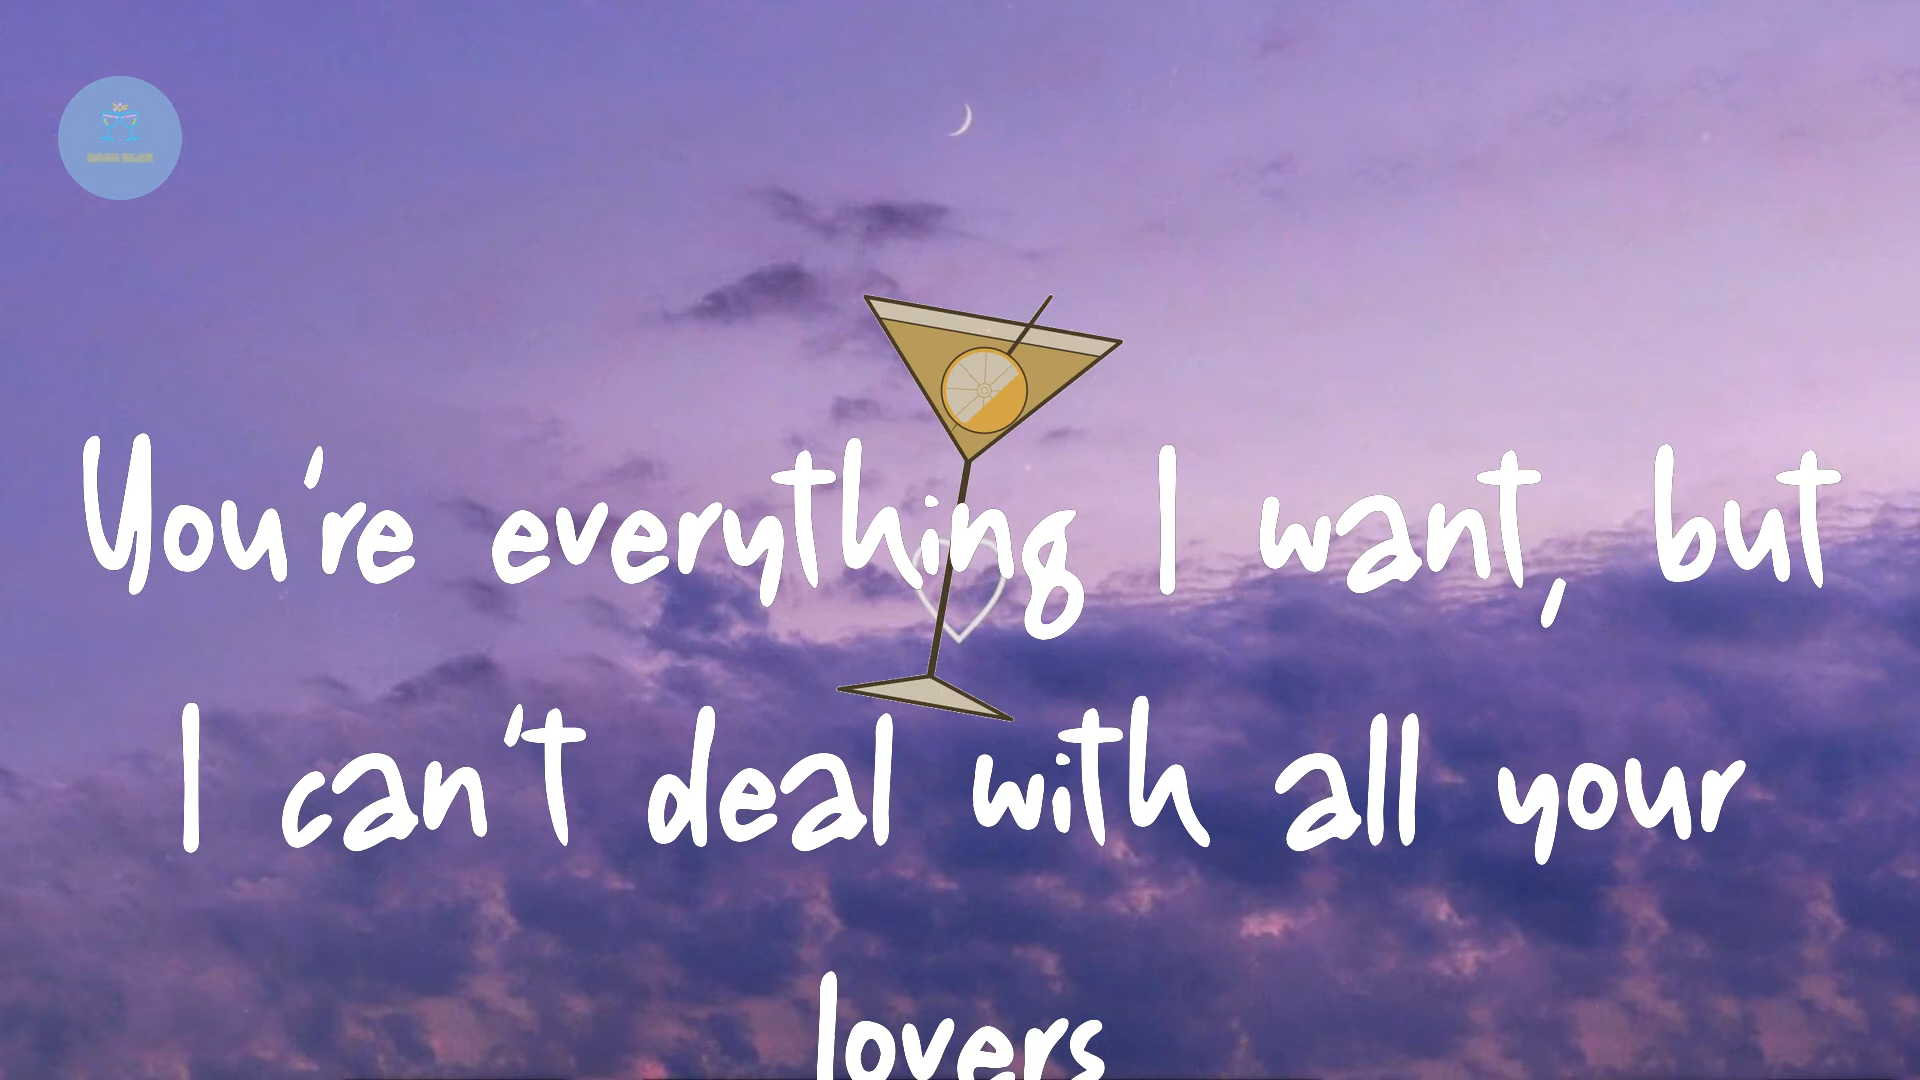 You're everything I want, but
I can't deal with all your
lovers